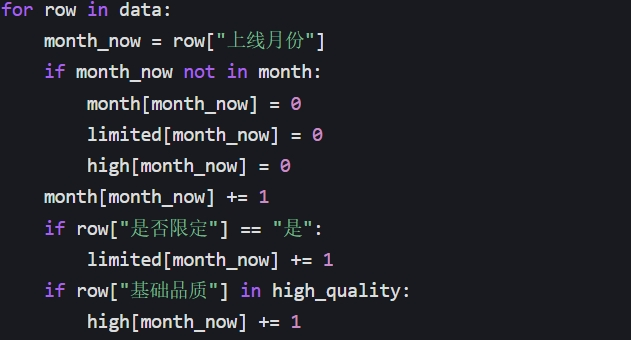 for row in data:
    month_now = row["上线月份"]
    if month_now not in month:
        month[month_now] = 0
        limited[month_now] = 0
        high[month_now] = 0
    month[month_now] += 1
    if row["是否限定"] == "是":
        limited[month_now] += 1
    if row["基础品质"] in high_quality:
        high[month_now] += 1